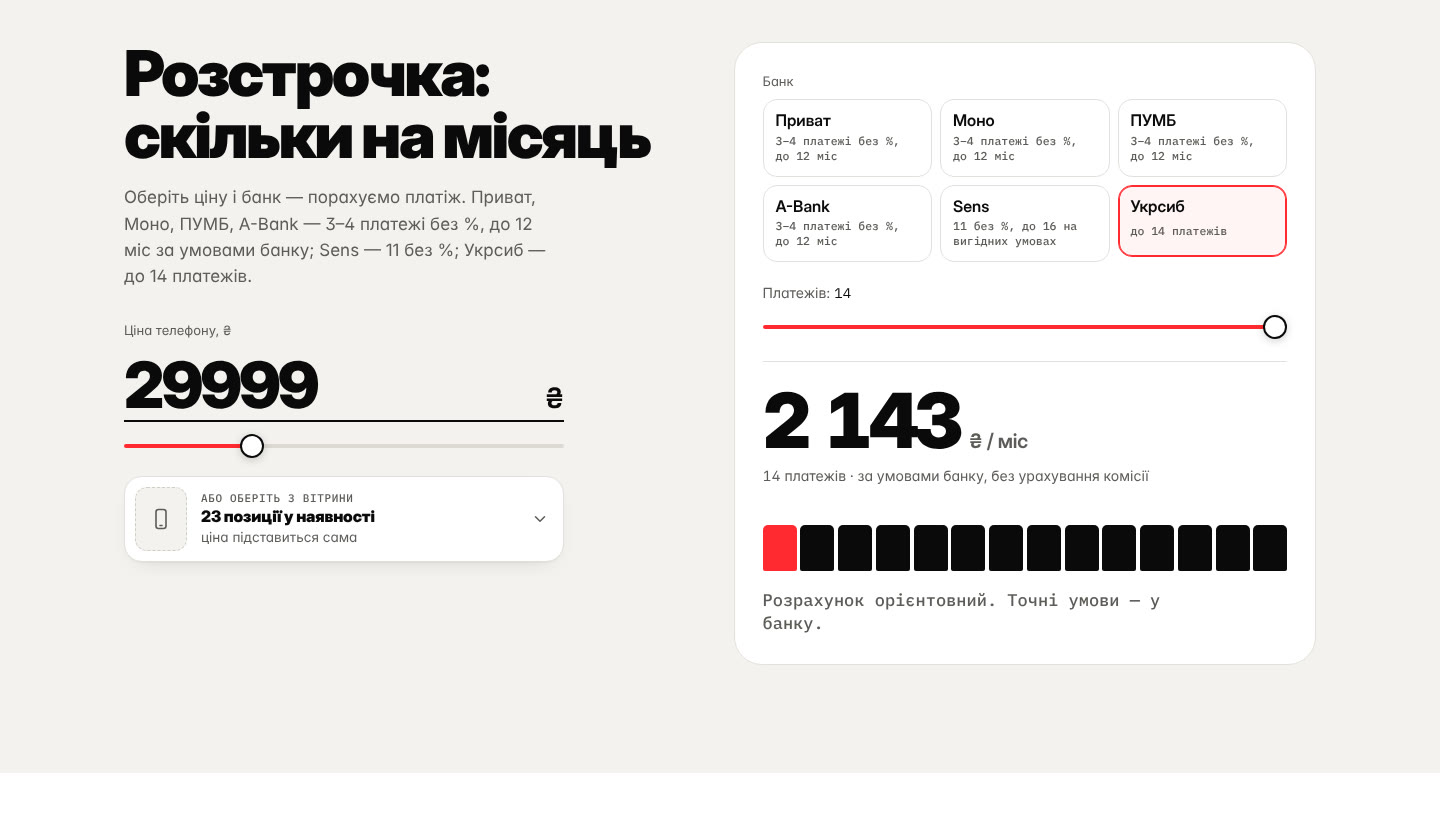 Розстрочка:
скільки на місяць
Оберіть ціну і банк — порахуємо платіж. Приват,
Моно, ПУМБ, A-Bank — 3–4 платежі без %, до 12
міс за умовами банку; Sens — 11 без %; Укрсиб —
до 14 платежів.
Ціна телефону, ₴
29999 ₴
АБО ОБЕРІТЬ З ВІТРИНИ
23 позиції у наявності
ціна підставиться сама
Банк
Приват
3–4 платежі без %,
до 12 міс
Моно
3–4 платежі без %,
до 12 міс
ПУМБ
3–4 платежі без %,
до 12 міс
A-Bank
3–4 платежі без %,
до 12 міс
Sens
11 без %, до 16 на
вигідних умовах
Укрсиб
до 14 платежів
Платежів: 14
2 143 ₴ / міс
14 платежів · за умовами банку, без урахування комісії
Розрахунок орієнтовний. Точні умови — у
банку.